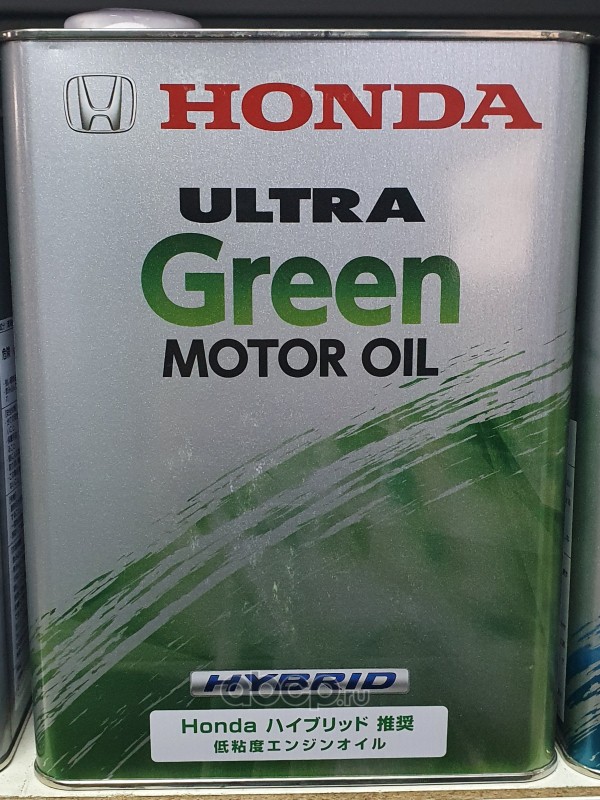 HONDA
ULTRA
Green
MOTOR OIL
HYBRID
Honda ハイブリッド 推奨
低粘度エンジンオイル